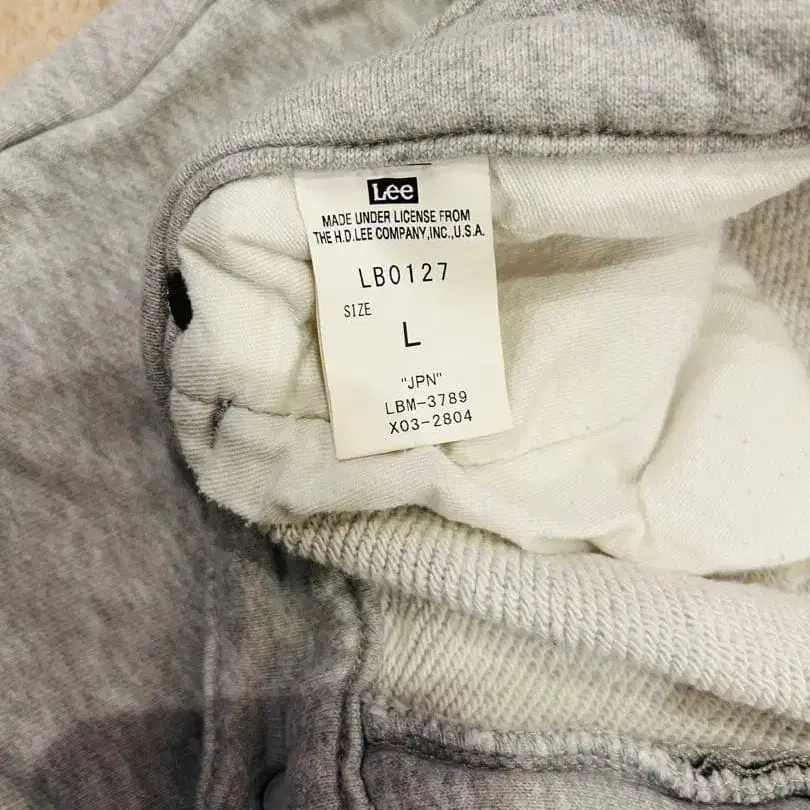 Lee
MADE UNDER LICENSE FROM
THE H.D.LEE COMPANY,INC.,U.S.A.
LB0127
SIZE
L
"JPN"
LBM-3789
X03-2804